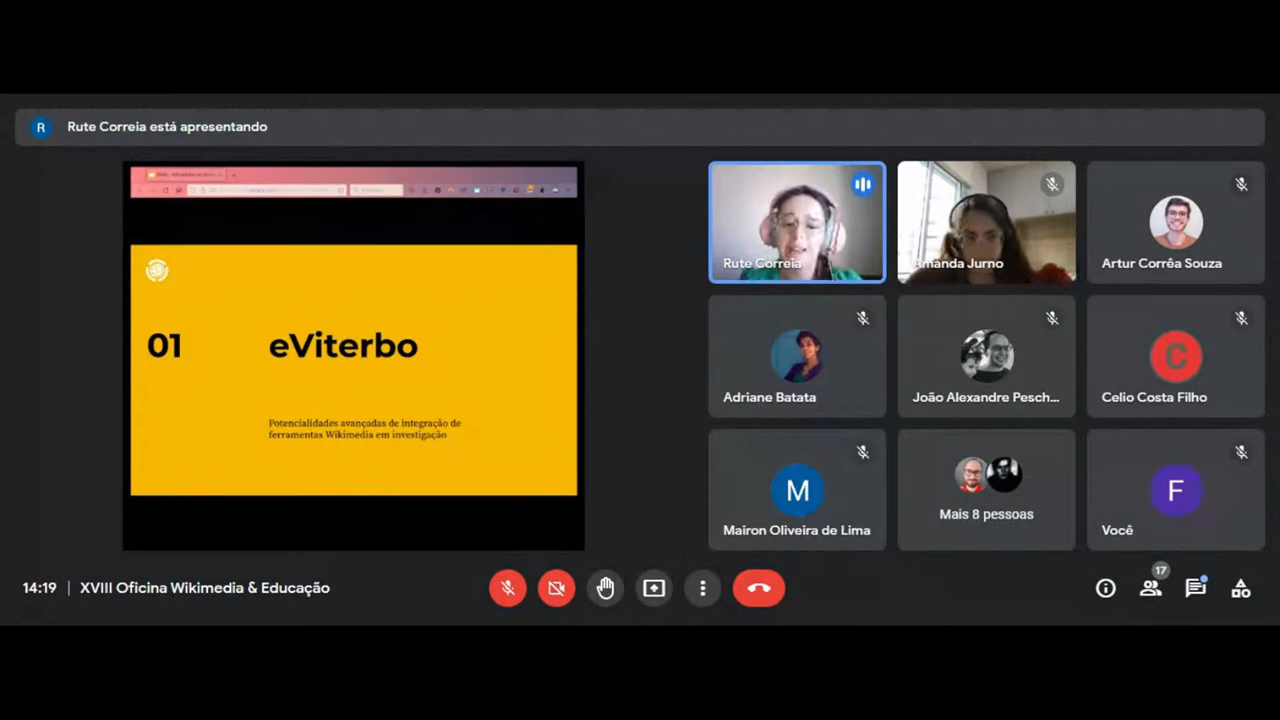 R
Rute Correia está apresentando
01
eViterbo
Potencialidades avançadas de integração de
ferramentas Wikimedia em investigação
Rute Correia
Amanda Jurno
Artur Corrêa Souza
Adriane Batata
João Alexandre Pesch...
C
Celio Costa Filho
M
Mairon Oliveira de Lima
Mais 8 pessoas
F
Você
14:19 | XVIII Oficina Wikimedia & Educação
17